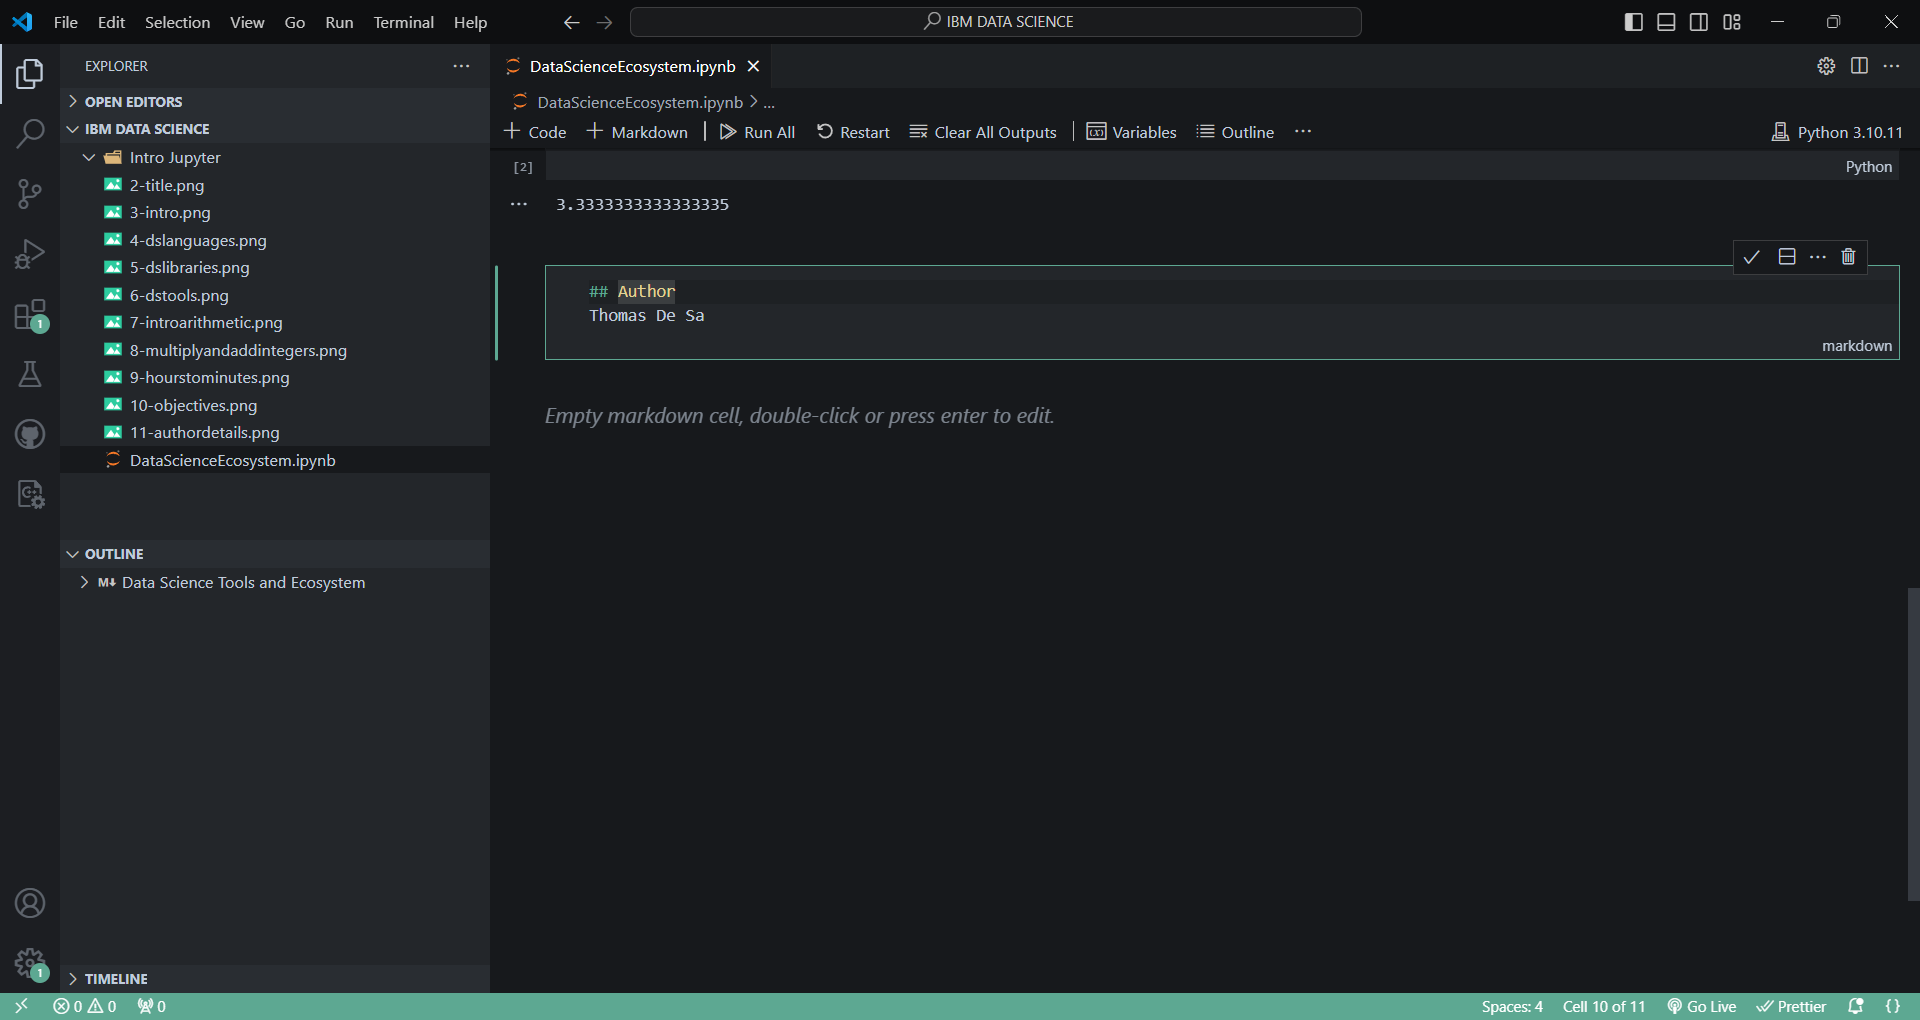 File Edit Selection View Go Run Terminal Help
IBM DATA SCIENCE
EXPLORER
OPEN EDITORS
IBM DATA SCIENCE
Intro Jupyter
2-title.png
3-intro.png
4-dslanguages.png
5-dslibraries.png
6-dstools.png
7-introarithmetic.png
8-multiplyandaddintegers.png
9-hourstominutes.png
10-objectives.png
11-authordetails.png
DataScienceEcosystem.ipynb
OUTLINE
M Data Science Tools and Ecosystem
TIMELINE
1
1
DataScienceEcosystem.ipynb
DataScienceEcosystem.ipynb > ...
+ Code + Markdown | Run All Restart Clear All Outputs | Variables Outline ... Python 3.10.11
[2] Python
... 3.3333333333333335
## Author
Thomas De Sa
markdown
Empty markdown cell, double-click or press enter to edit.
0 0 0 Spaces: 4 Cell 10 of 11 Go Live Prettier {}